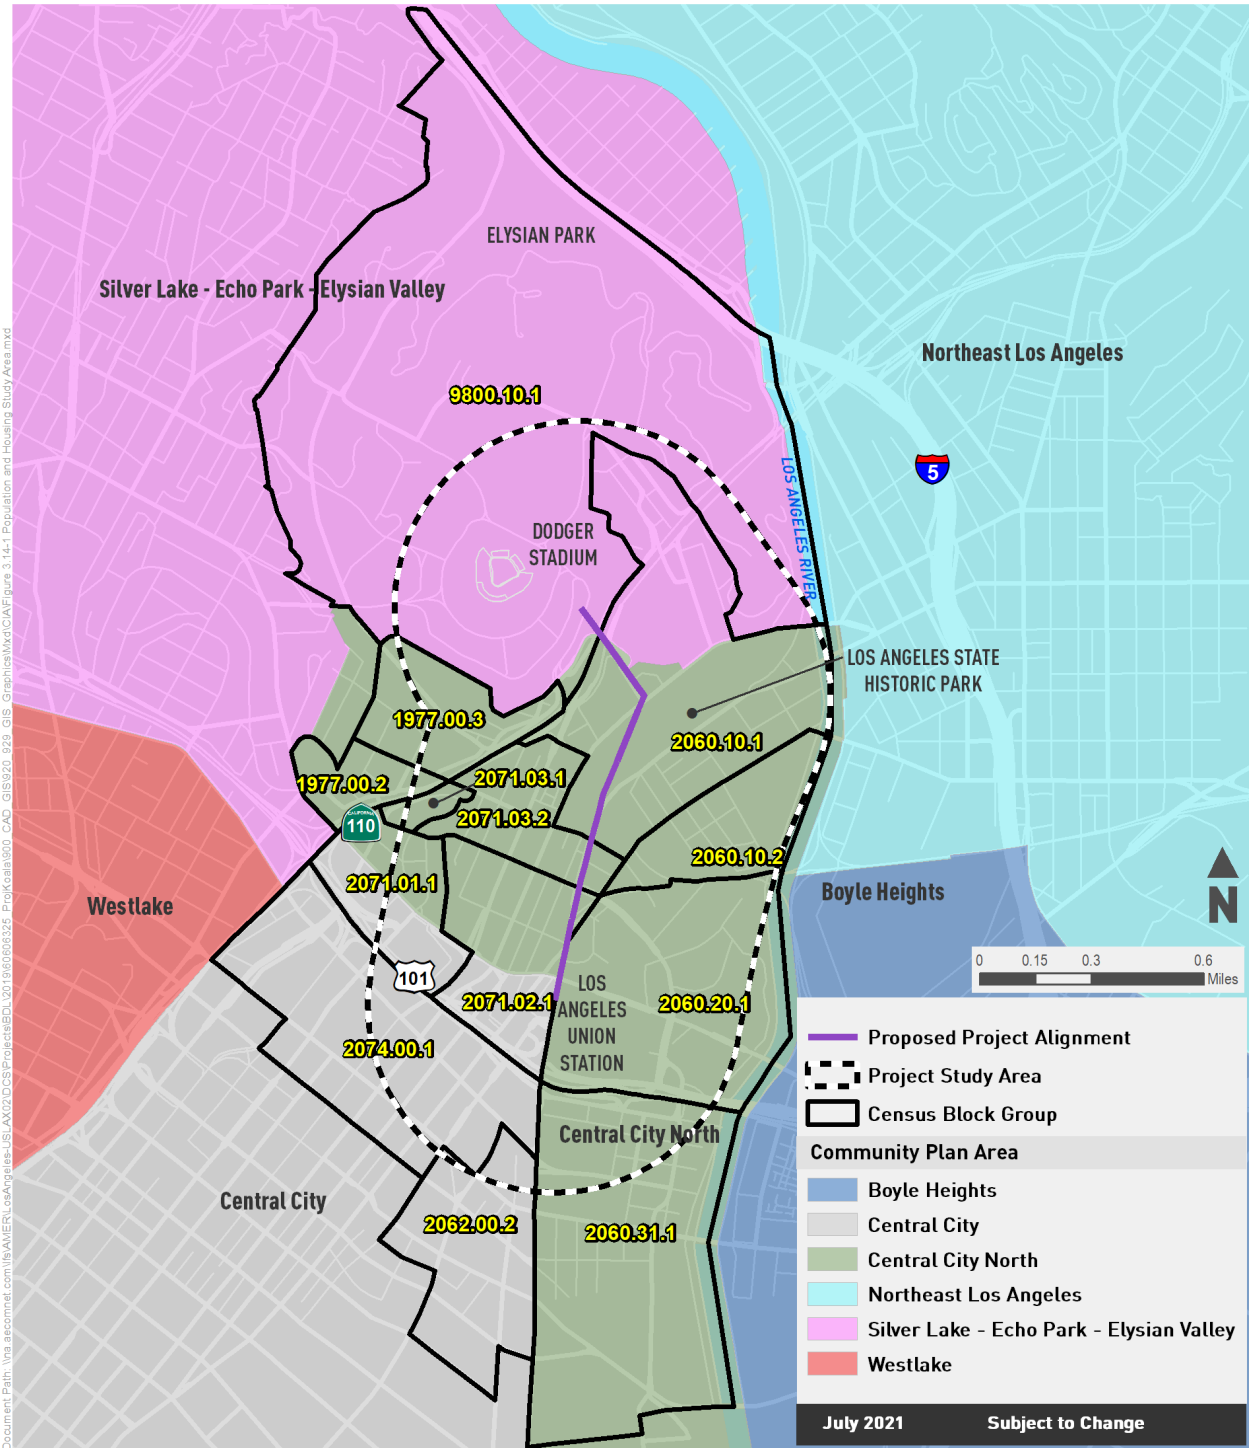 ELYSIAN PARK
Silver Lake - Echo Park - Elysian Valley
Northeast Los Angeles
9800.10.1
5
LOS ANGELES RIVER
DODGER
STADIUM
LOS ANGELES STATE
HISTORIC PARK
1977.00.3
2060.10.1
1977.00.2
2071.03.1
CALIFORNIA
110
2071.03.2
2060.10.2
2071.01.1
Boyle Heights
Westlake
N
101
2071.02.1
LOS
ANGELES
UNION
STATION
2060.20.1
0 0.15 0.3 0.6
Miles
2074.00.1
Central City North
Central City
2062.00.2
2060.31.1
Proposed Project Alignment
Project Study Area
Census Block Group
Community Plan Area
Boyle Heights
Central City
Central City North
Northeast Los Angeles
Silver Lake - Echo Park - Elysian Valley
Westlake
July 2021 Subject to Change